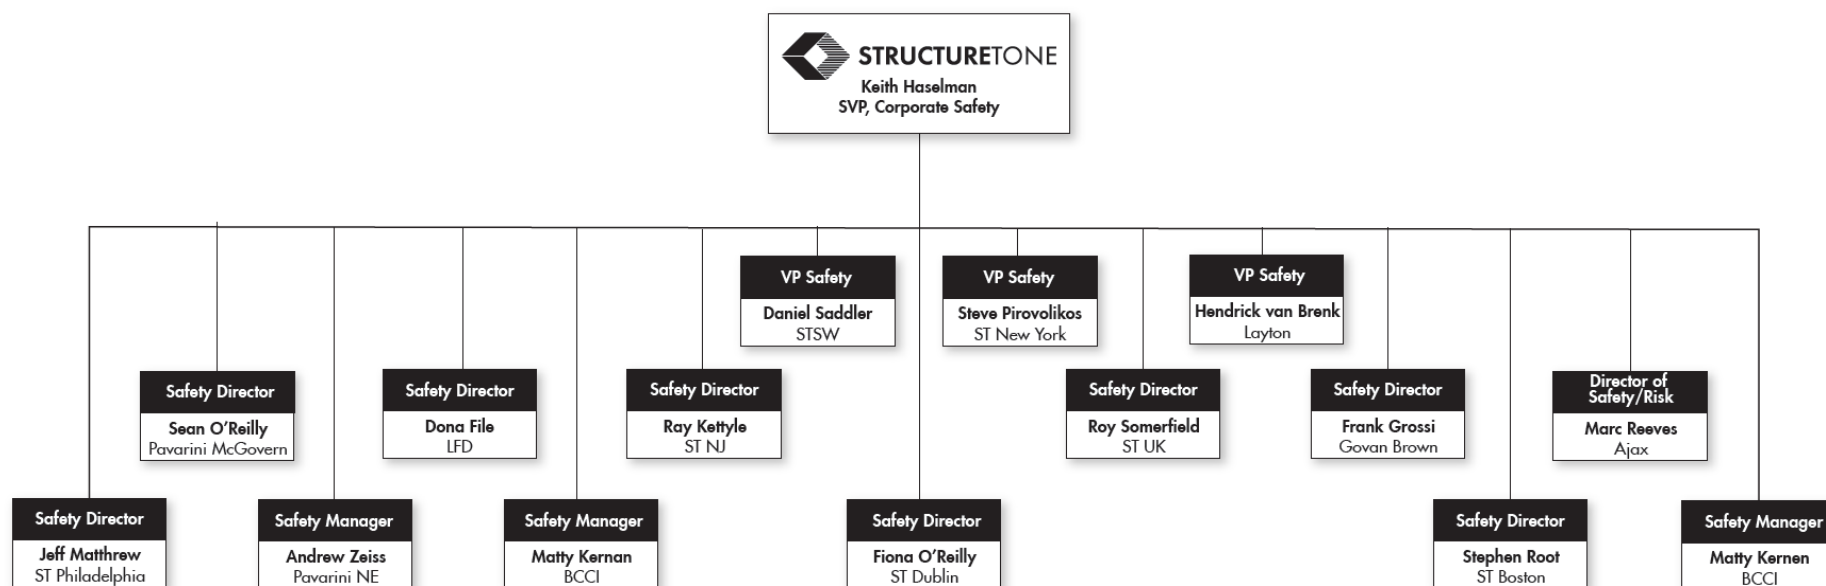 STRUCTURETONE
Keith Haselman
SVP, Corporate Safety
VP Safety
Daniel Saddler
STSW
VP Safety
Steve Pirovolikos
ST New York
VP Safety
Hendrick van Brenk
Layton
Safety Director
Sean O'Reilly
Pavarini McGovern
Safety Director
Dona File
LFD
Safety Director
Ray Kettyle
ST NJ
Safety Director
Roy Somerfield
ST UK
Safety Director
Frank Grossi
Govan Brown
Director of
Safety/Risk
Marc Reeves
Ajax
Safety Director
Jeff Matthrew
ST Philadelphia
Safety Manager
Andrew Zeiss
Pavarini NE
Safety Manager
Matty Kernan
BCCI
Safety Director
Fiona O'Reilly
ST Dublin
Safety Director
Stephen Root
ST Boston
Safety Manager
Matty Kernen
BCCI